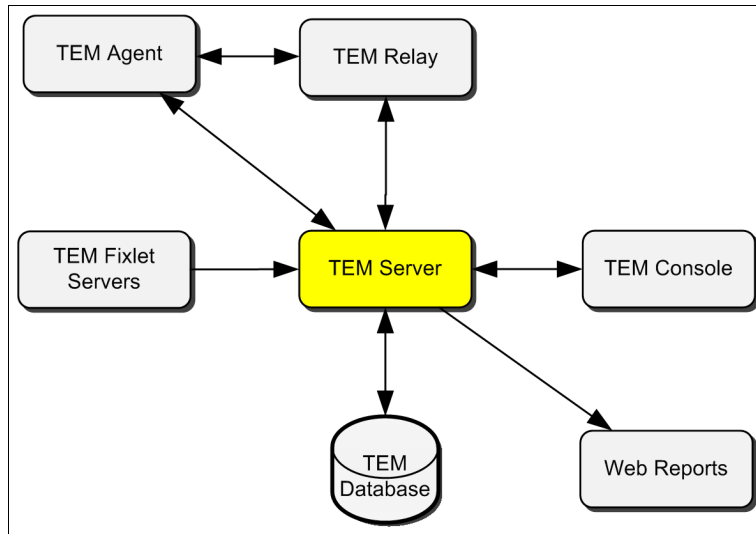 TEM Agent
TEM Relay
TEM Fixlet
Servers
TEM Server
TEM Console
TEM
Database
Web Reports